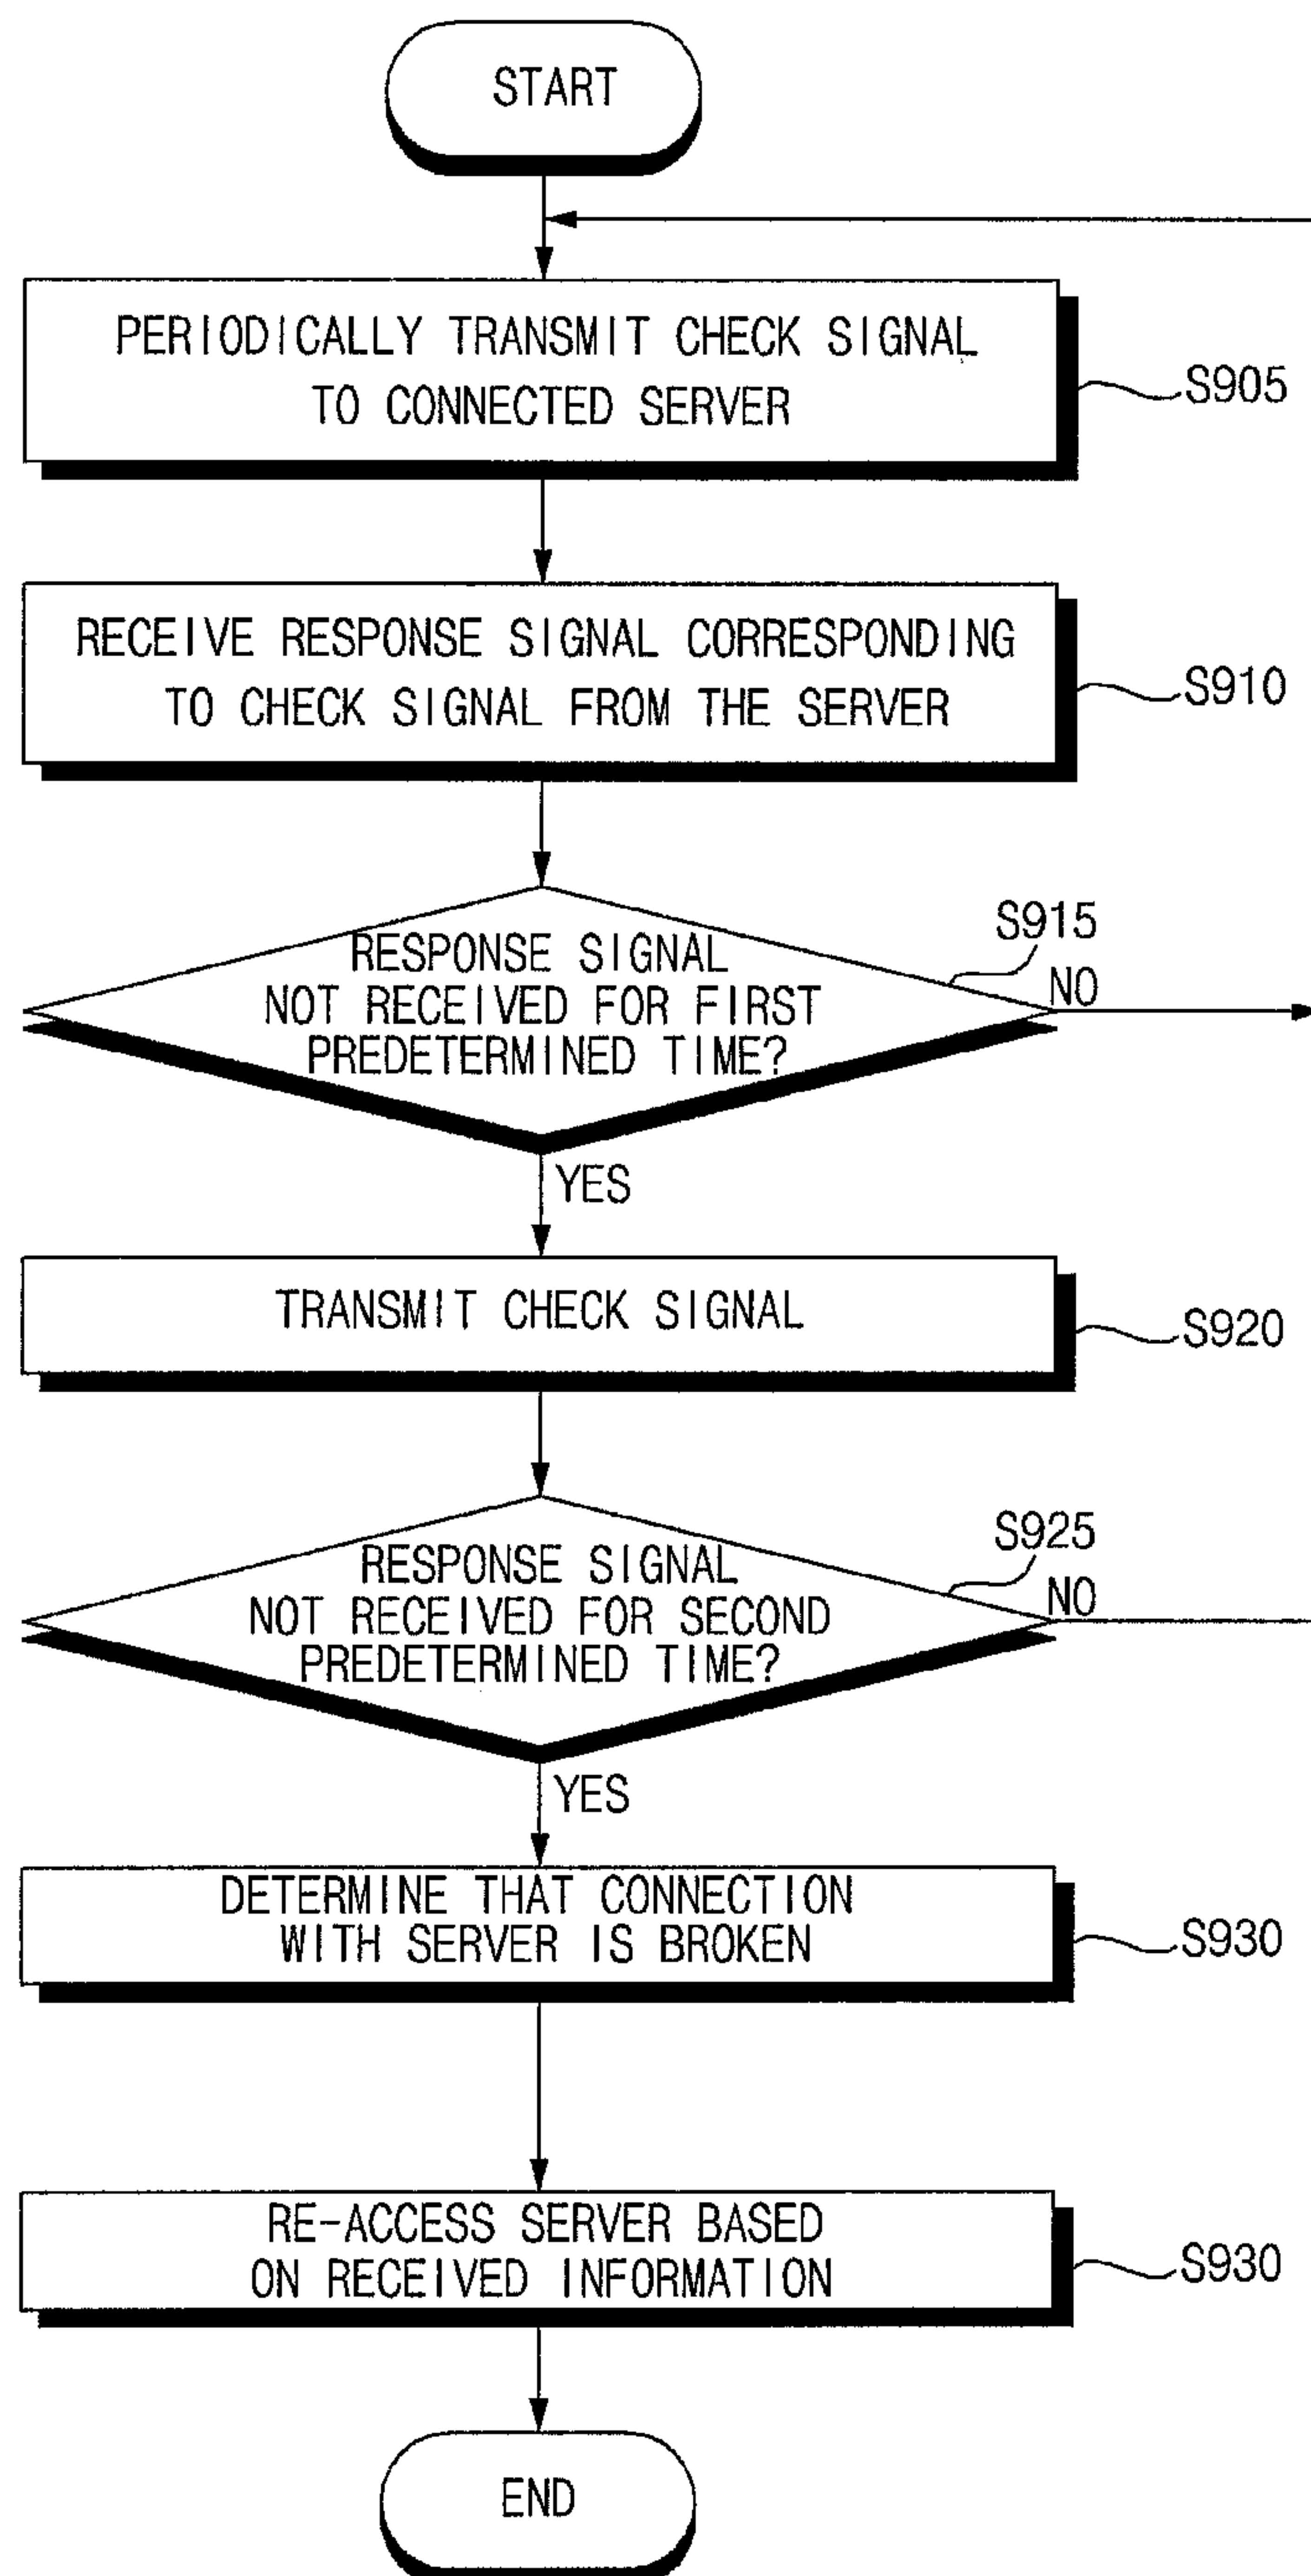 START
PERIODICALLY TRANSMIT CHECK SIGNAL
TO CONNECTED SERVER
S905
RECEIVE RESPONSE SIGNAL CORRESPONDING
TO CHECK SIGNAL FROM THE SERVER
S910
RESPONSE SIGNAL
NOT RECEIVED FOR FIRST
PREDETERMINED TIME?
S915
NO
YES
TRANSMIT CHECK SIGNAL
S920
RESPONSE SIGNAL
NOT RECEIVED FOR SECOND
PREDETERMINED TIME?
S925
NO
YES
DETERMINE THAT CONNECTION
WITH SERVER IS BROKEN
S930
RE-ACCESS SERVER BASED
ON RECEIVED INFORMATION
S930
END